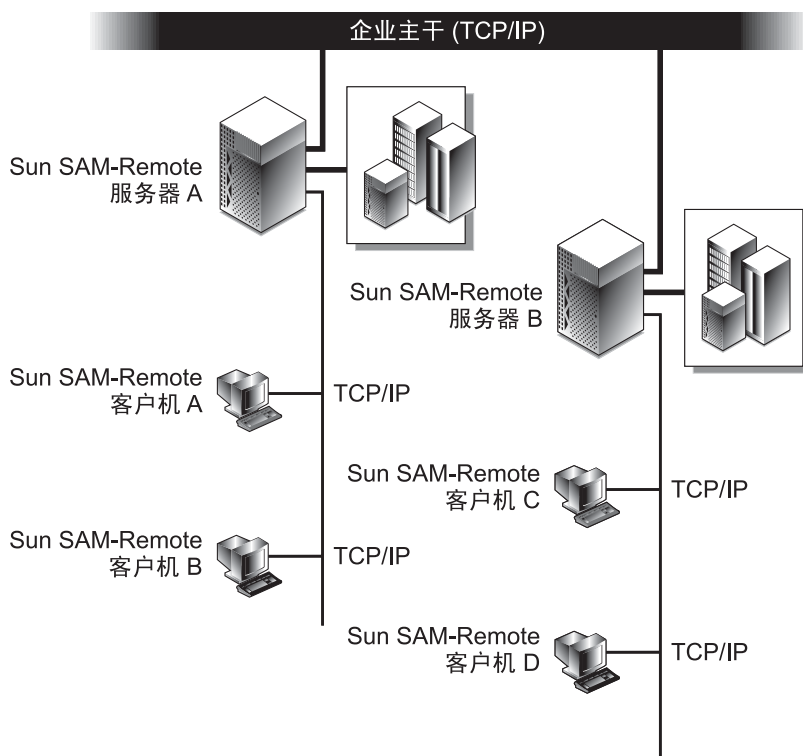 企业主干 (TCP/IP)
Sun SAM-Remote
服务器 A
Sun SAM-Remote
服务器 B
Sun SAM-Remote
客户机 A
TCP/IP
Sun SAM-Remote
客户机 C
TCP/IP
Sun SAM-Remote
客户机 B
TCP/IP
Sun SAM-Remote
客户机 D
TCP/IP